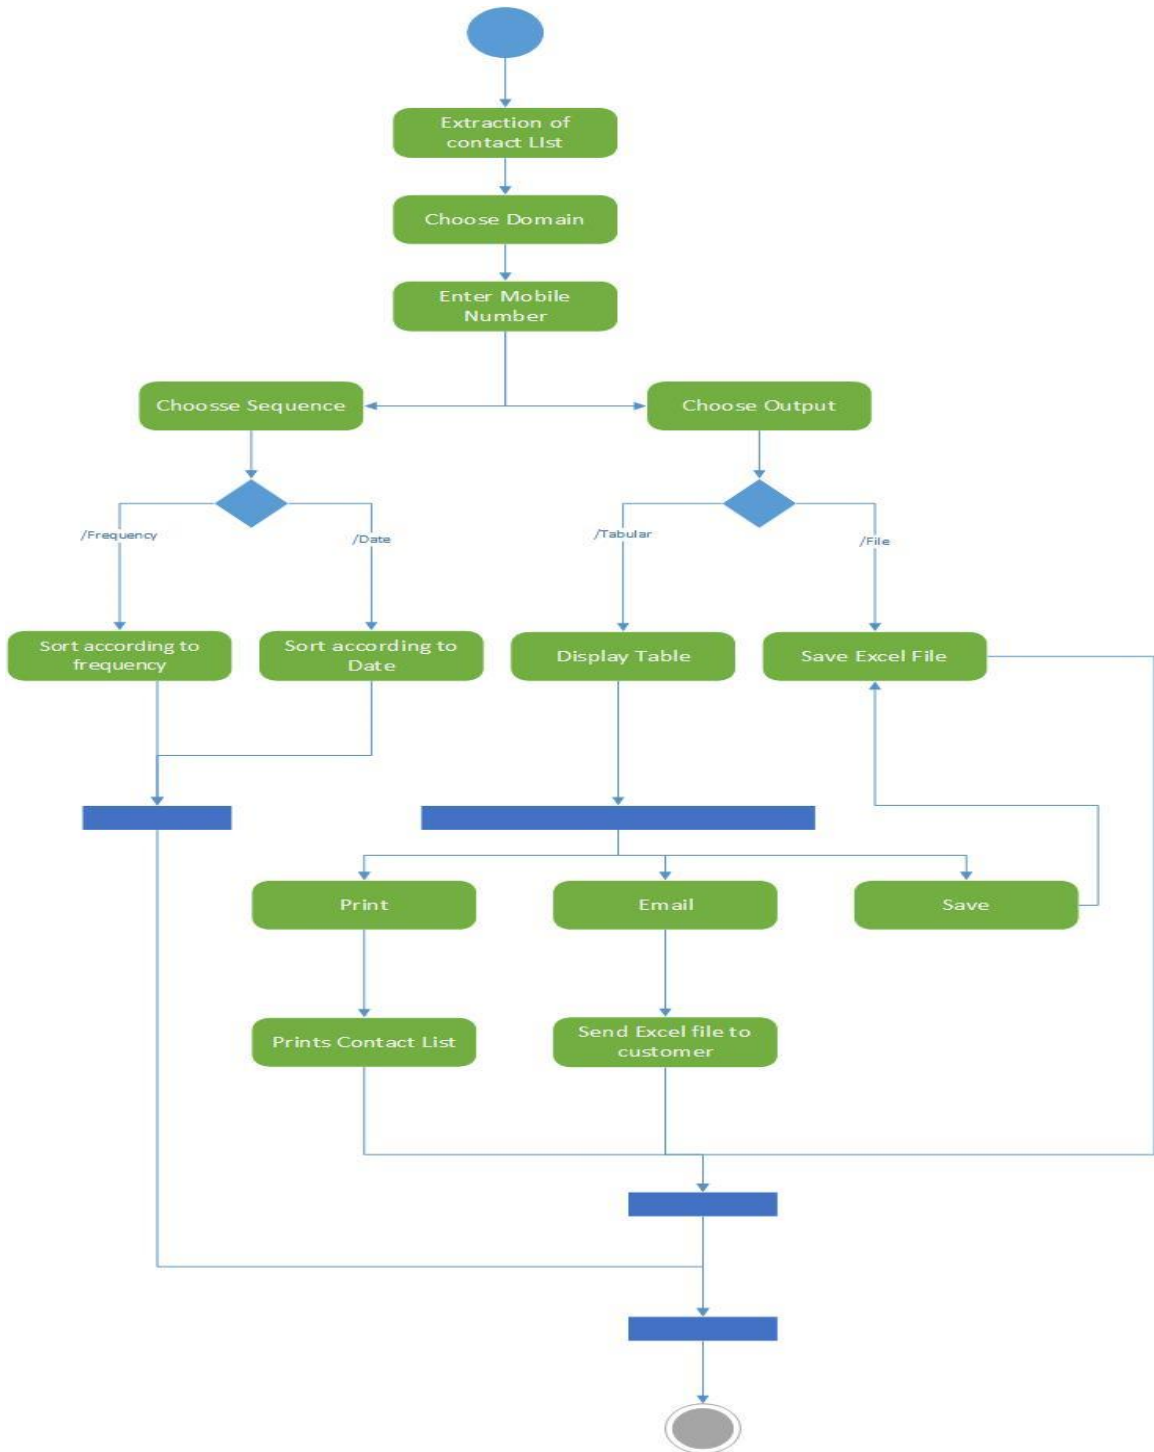 Extraction of
contact LIst
Choose Domain
Enter Mobile
Number
Choosse Sequence
Choose Output
/Frequency
/Date
/Tabular
/File
Sort according to
frequency
Sort according to
Date
Display Table
Save Excel File
Print
Email
Save
Prints Contact List
Send Excel file to
customer